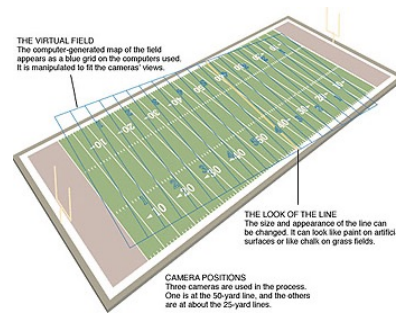 THE VIRTUAL FIELD
The computer-generated map of the field
appears as a blue grid on the computers used.
It is manipulated to fit the cameras' views.
THE LOOK OF THE LINE
The size and appearance of the line can
be changed. It can look like paint on artifici
surfaces or like chalk on grass fields.
CAMERA POSITIONS
Three cameras are used in the process.
One is at the 50-yard line, and the others
are at about the 25-yard lines.